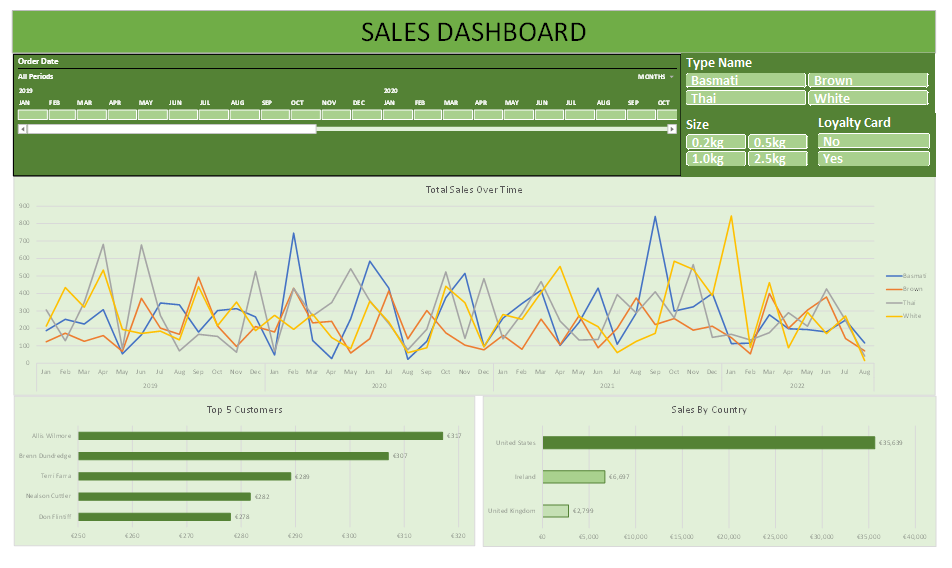 SALES DASHBOARD
Order Date
All Periods MONTHS
2019 2020
JAN FEB MAR APR MAY JUN JUL AUG SEP OCT NOV DEC JAN FEB MAR APR MAY JUN JUL AUG SEP OCT
Type Name
Basmati Brown
Thai White
Size Loyalty Card
0.2kg 0.5kg No
1.0kg 2.5kg Yes
Total Sales Over Time
900
800
700
600
500
400
300
200
100
0
Basmati
Brown
Thai
White
Jan Feb Mar Apr May Jun Jul Aug Sep Oct Nov Dec Jan Feb Mar Apr May Jun Jul Aug Sep Oct Nov Dec Jan Feb Mar Apr May Jun Jul Aug Sep Oct Nov Dec Jan Feb Mar Apr May Jun Jul Aug
2019 2020 2021 2022
Top 5 Customers
Allis Wilmore €317
Brenn Dundredge €307
Terri Farra €289
Nealson Cuttler €282
Don Flintiff €278
€250 €260 €270 €280 €290 €300 €310 €320
Sales By Country
United States €35,639
Ireland €6,697
United Kingdom €2,799
€0 €5,000 €10,000 €15,000 €20,000 €25,000 €30,000 €35,000 €40,000